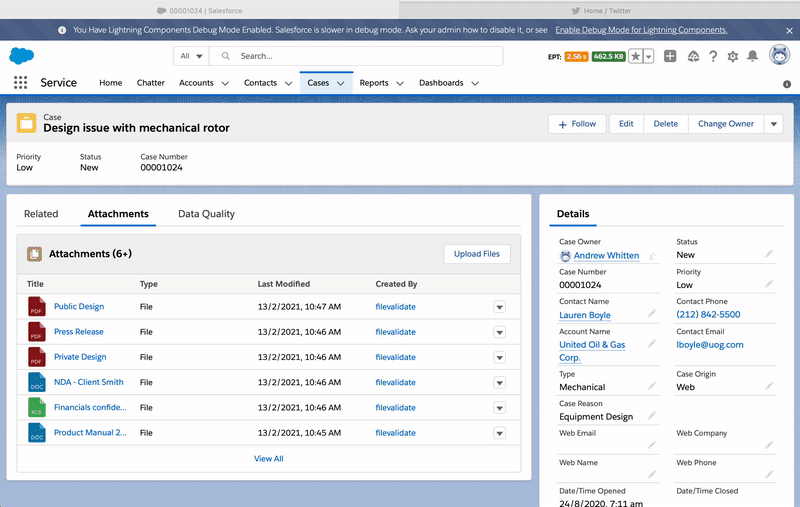 00001024 | Salesforce
Home / Twitter
You Have Lightning Components Debug Mode Enabled. Salesforce is slower in debug mode. Ask your admin how to disable it, or see Enable Debug Mode for Lightning Components.
All Search... EPT: 2.56 s 462.5 KB
Service Home Chatter Accounts Contacts Cases Reports Dashboards
Case
Design issue with mechanical rotor
+ Follow Edit Delete Change Owner
Priority Status Case Number
Low New 00001024
Related Attachments Data Quality
Attachments (6+) Upload Files
Title Type Last Modified Created By
PDF Public Design File 13/2/2021, 10:47 AM filevalidate
PDF Press Release File 13/2/2021, 10:46 AM filevalidate
PDF Private Design File 13/2/2021, 10:46 AM filevalidate
DOC NDA - Client Smith File 13/2/2021, 10:46 AM filevalidate
XLS Financials confide... File 13/2/2021, 10:46 AM filevalidate
DOC Product Manual 2... File 13/2/2021, 10:45 AM filevalidate
View All
Details
Case Owner Status
Andrew Whitten New
Case Number Priority
00001024 Low
Contact Name Contact Phone
Lauren Boyle (212) 842-5500
Account Name Contact Email
United Oil & Gas lboyle@uog.com
Corp.
Type Case Origin
Mechanical Web
Case Reason
Equipment Design
Web Email Web Company
Web Name Web Phone
Date/Time Opened Date/Time Closed
24/8/2020, 7:11 am